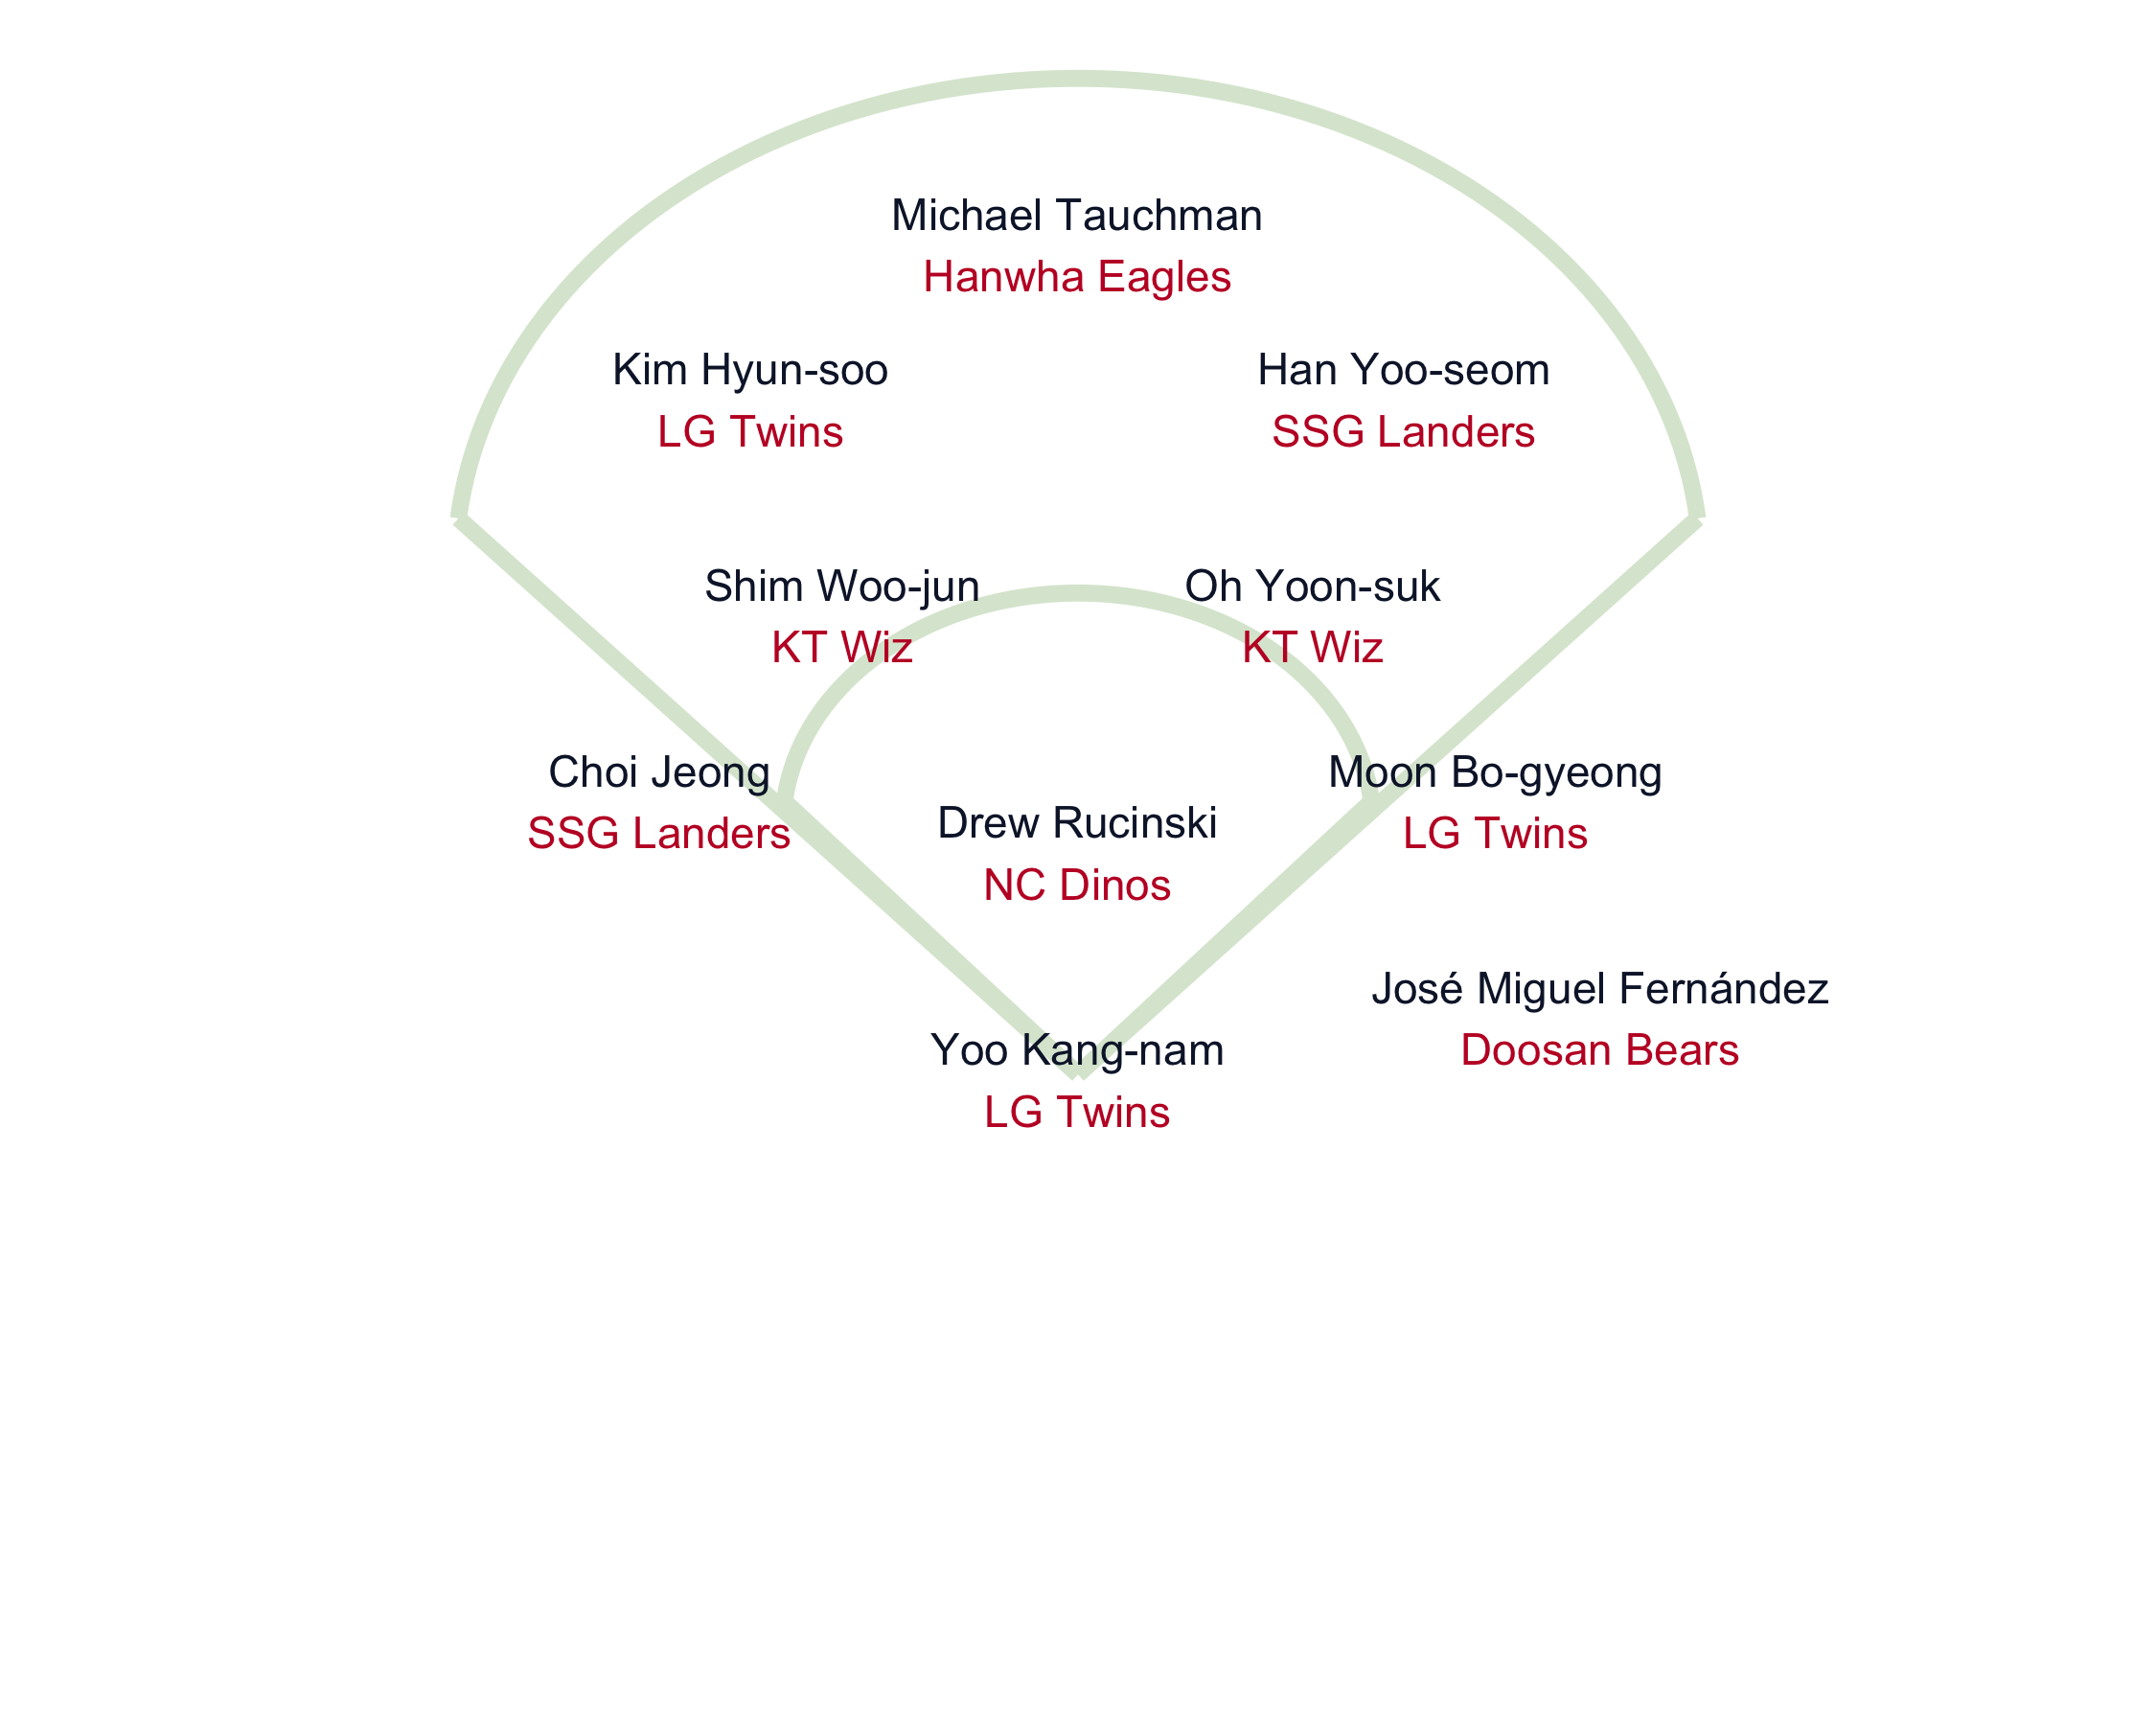 Michael Tauchman
Hanwha Eagles
Kim Hyun-soo
LG Twins
Han Yoo-seom
SSG Landers
Shim Woo-jun
KT Wiz
Oh Yoon-suk
KT Wiz
Choi Jeong
SSG Landers
Moon Bo-gyeong
LG Twins
Drew Rucinski
NC Dinos
José Miguel Fernández
Doosan Bears
Yoo Kang-nam
LG Twins